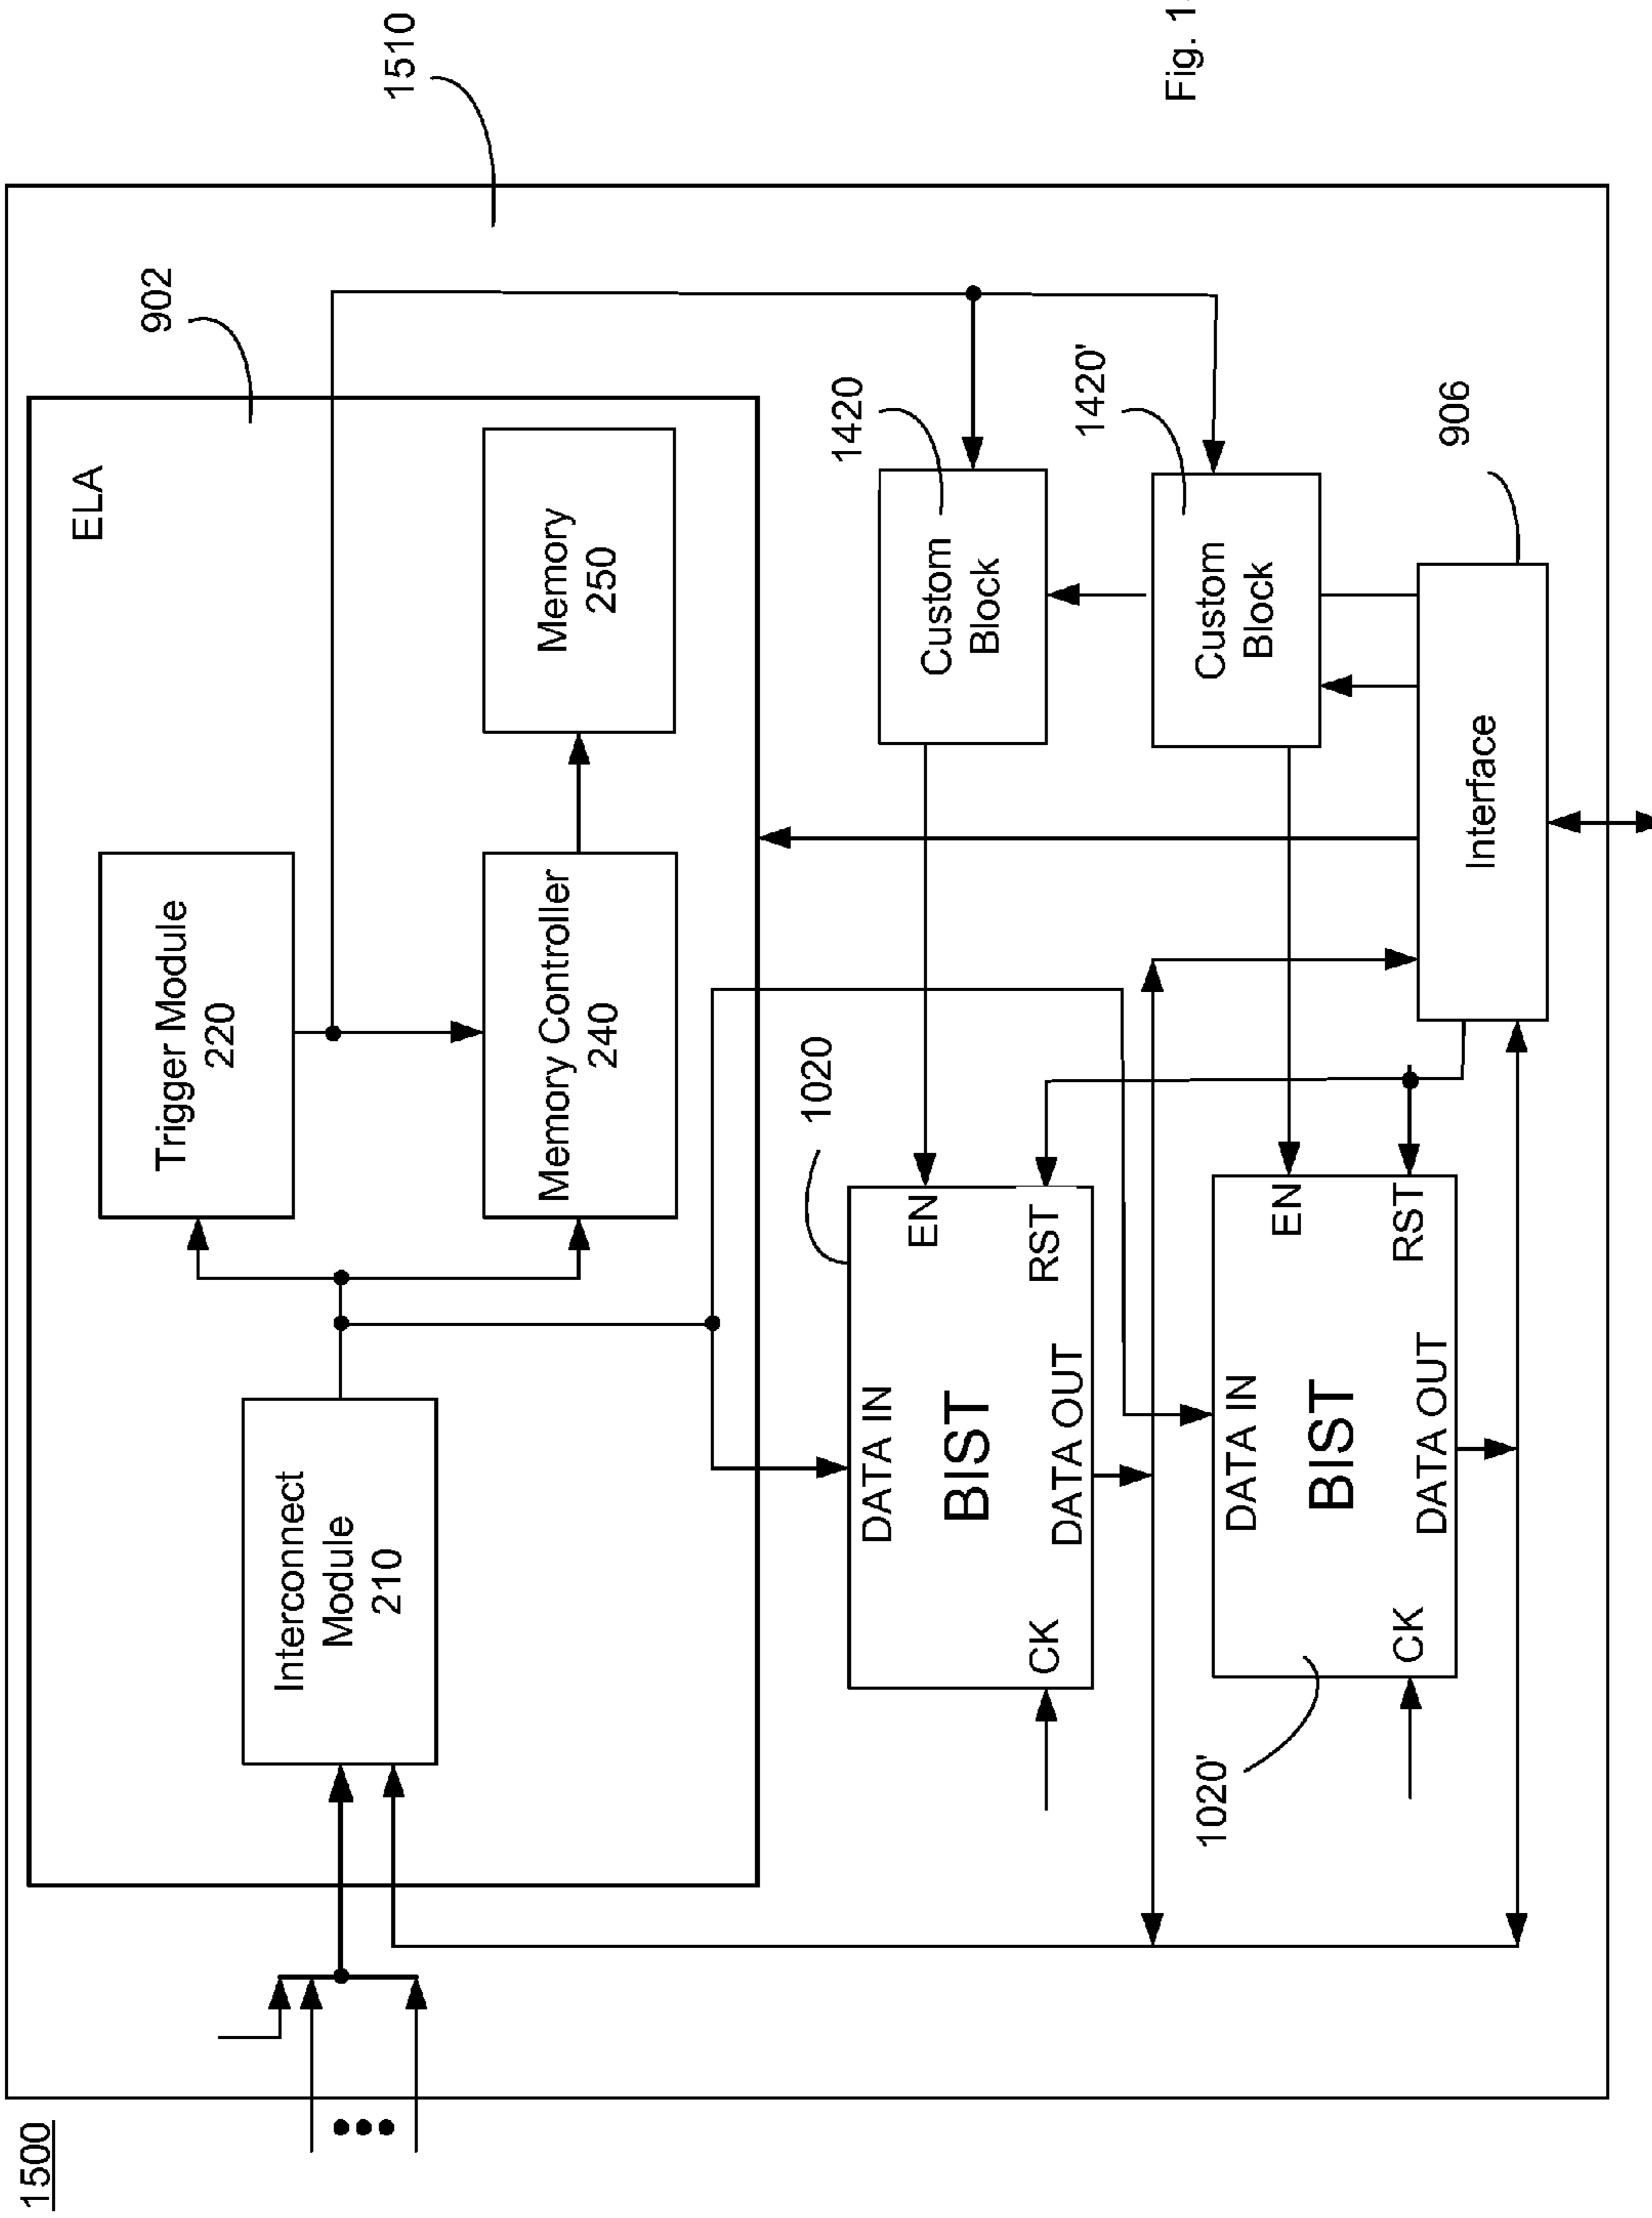 1500
1510
902
ELA
Interconnect
Module
210
Trigger Module
220
Memory Controller
240
Memory
250
1020
DATA IN
EN
BIST
RST
DATA OUT
CK
1420
Custom
Block
1420'
Custom
Block
1020'
DATA IN
EN
BIST
RST
DATA OUT
CK
906
Interface